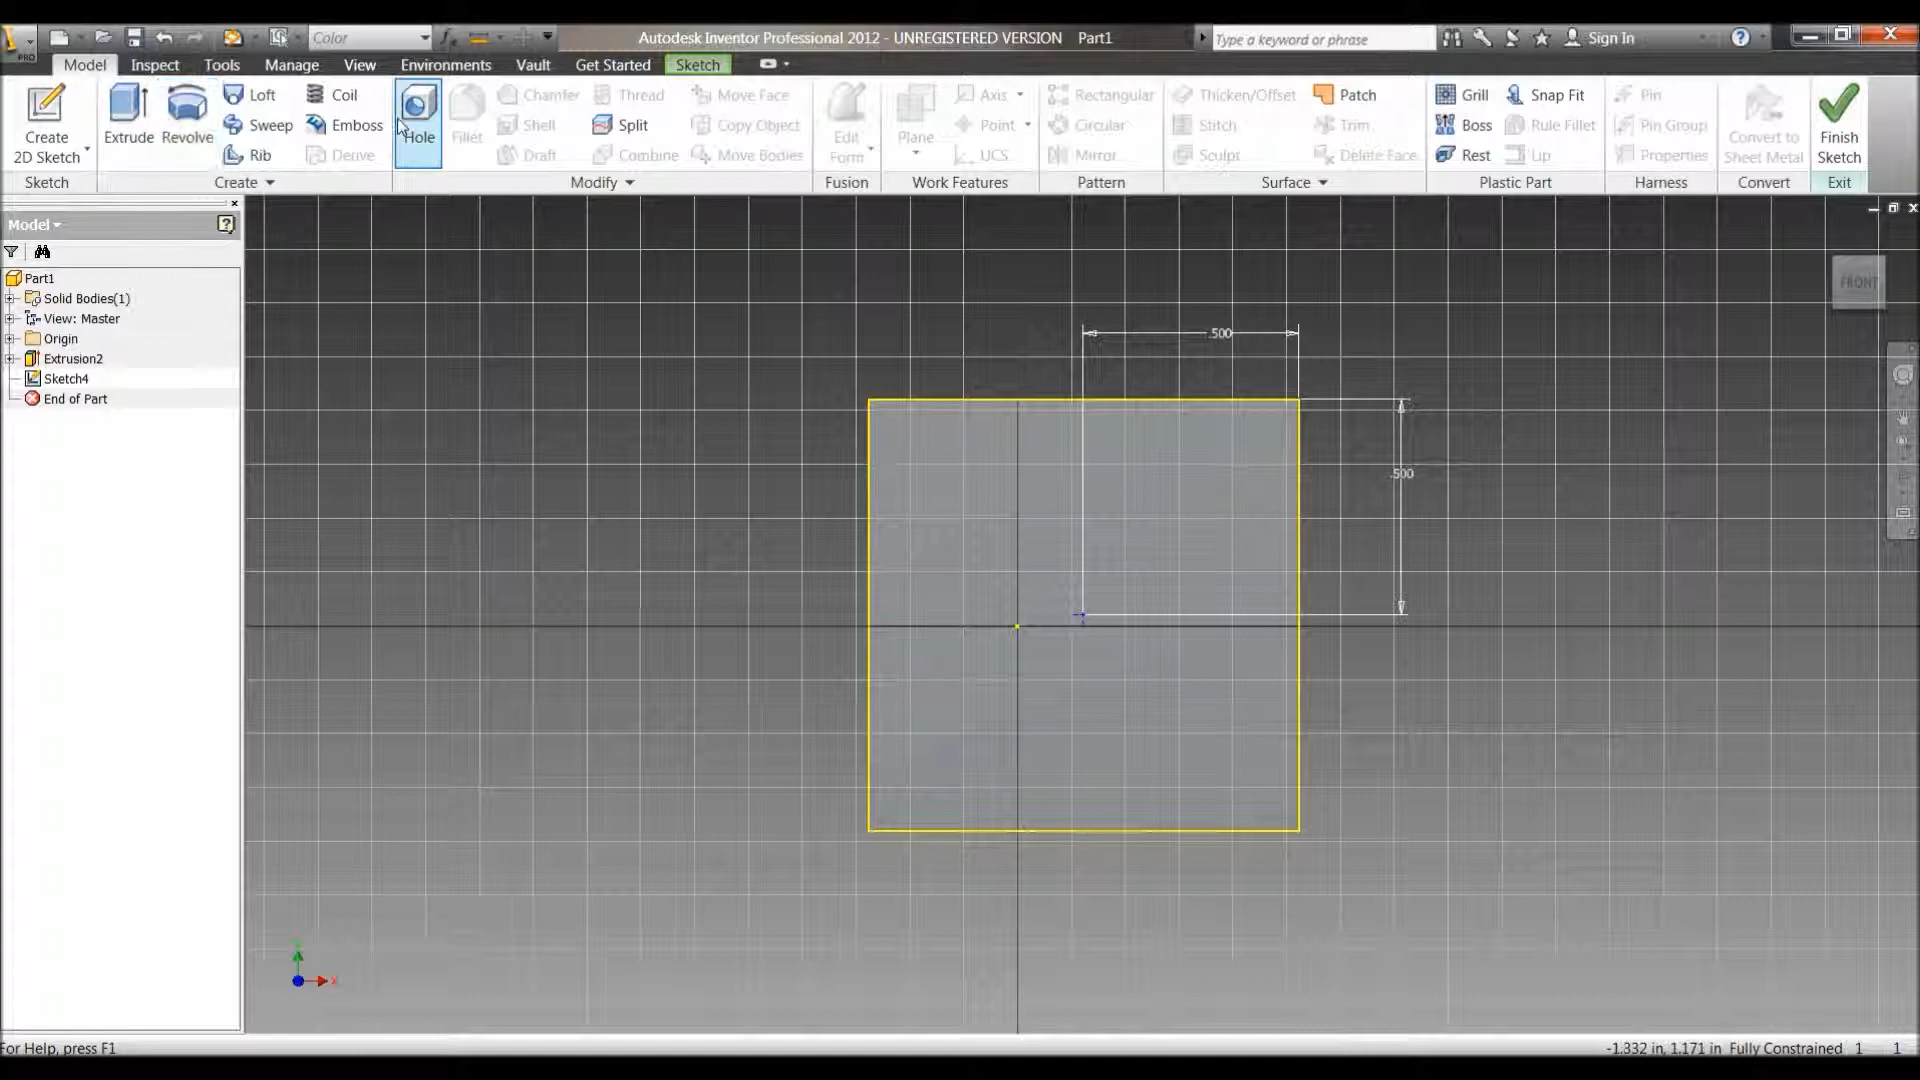 PRO
Color
Autodesk Inventor Professional 2012 - UNREGISTERED VERSION Part1
Type a keyword or phrase
Sign In
Model Inspect Tools Manage View Environments Vault Get Started Sketch
Create
2D Sketch
Sketch
Extrude
Revolve
Loft
Sweep
Rib
Coil
Emboss
Derive
Create
Hole
Fillet
Chamfer
Shell
Draft
Thread
Split
Combine
Move Face
Copy Object
Move Bodies
Modify
Edit
Form
Fusion
Plane
Axis
Point
UCS
Work Features
Rectangular
Circular
Mirror
Pattern
Thicken/Offset
Stitch
Sculpt
Patch
Trim
Delete Face
Surface
Grill
Boss
Rest
Snap Fit
Rule Fillet
Lip
Plastic Part
Pin
Pin Group
Properties
Harness
Convert to
Sheet Metal
Convert
Finish
Sketch
Exit
Model
Part1
Solid Bodies(1)
View: Master
Origin
Extrusion2
Sketch4
End of Part
FRONT
.500
.500
X
For Help, press F1
-1.332 in, 1.171 in Fully Constrained 1 1